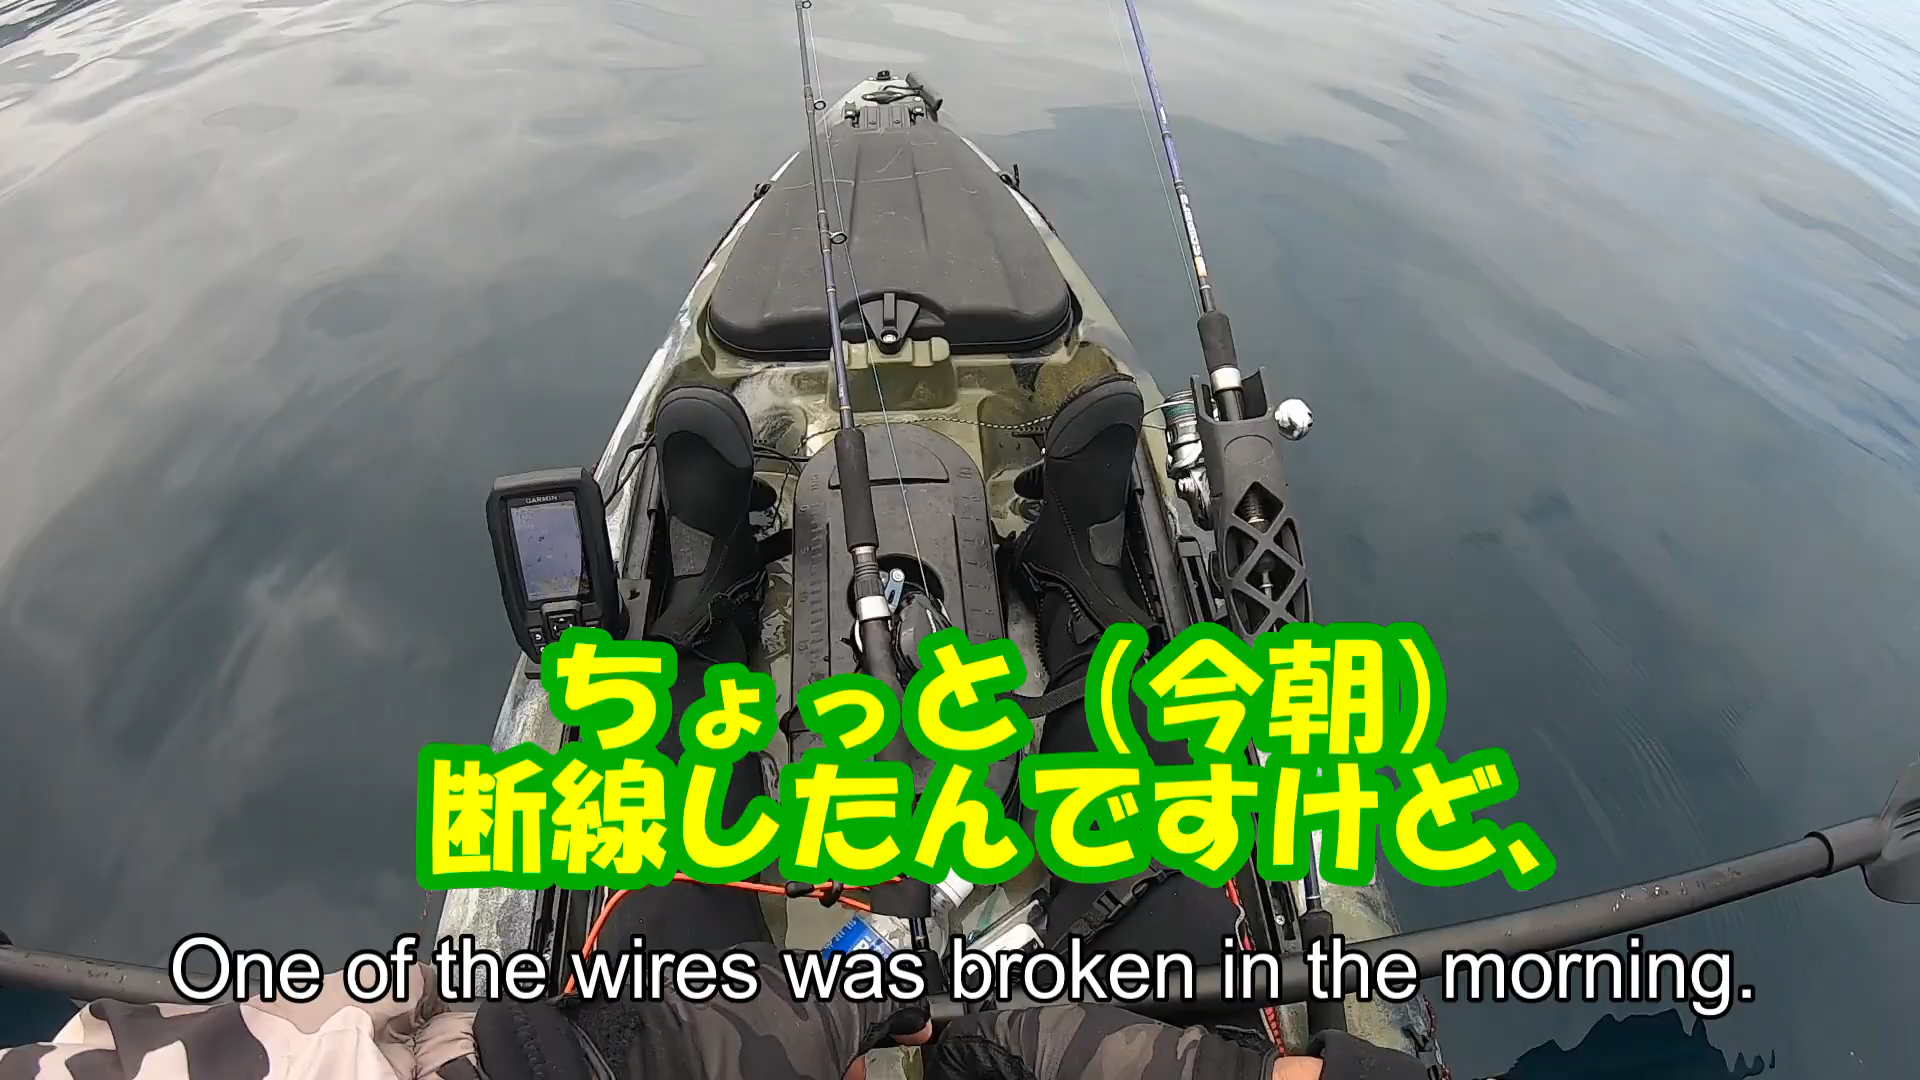 GARMIN
ちょっと（今朝）
断線したんですけど、
One of the wires was broken in the morning.